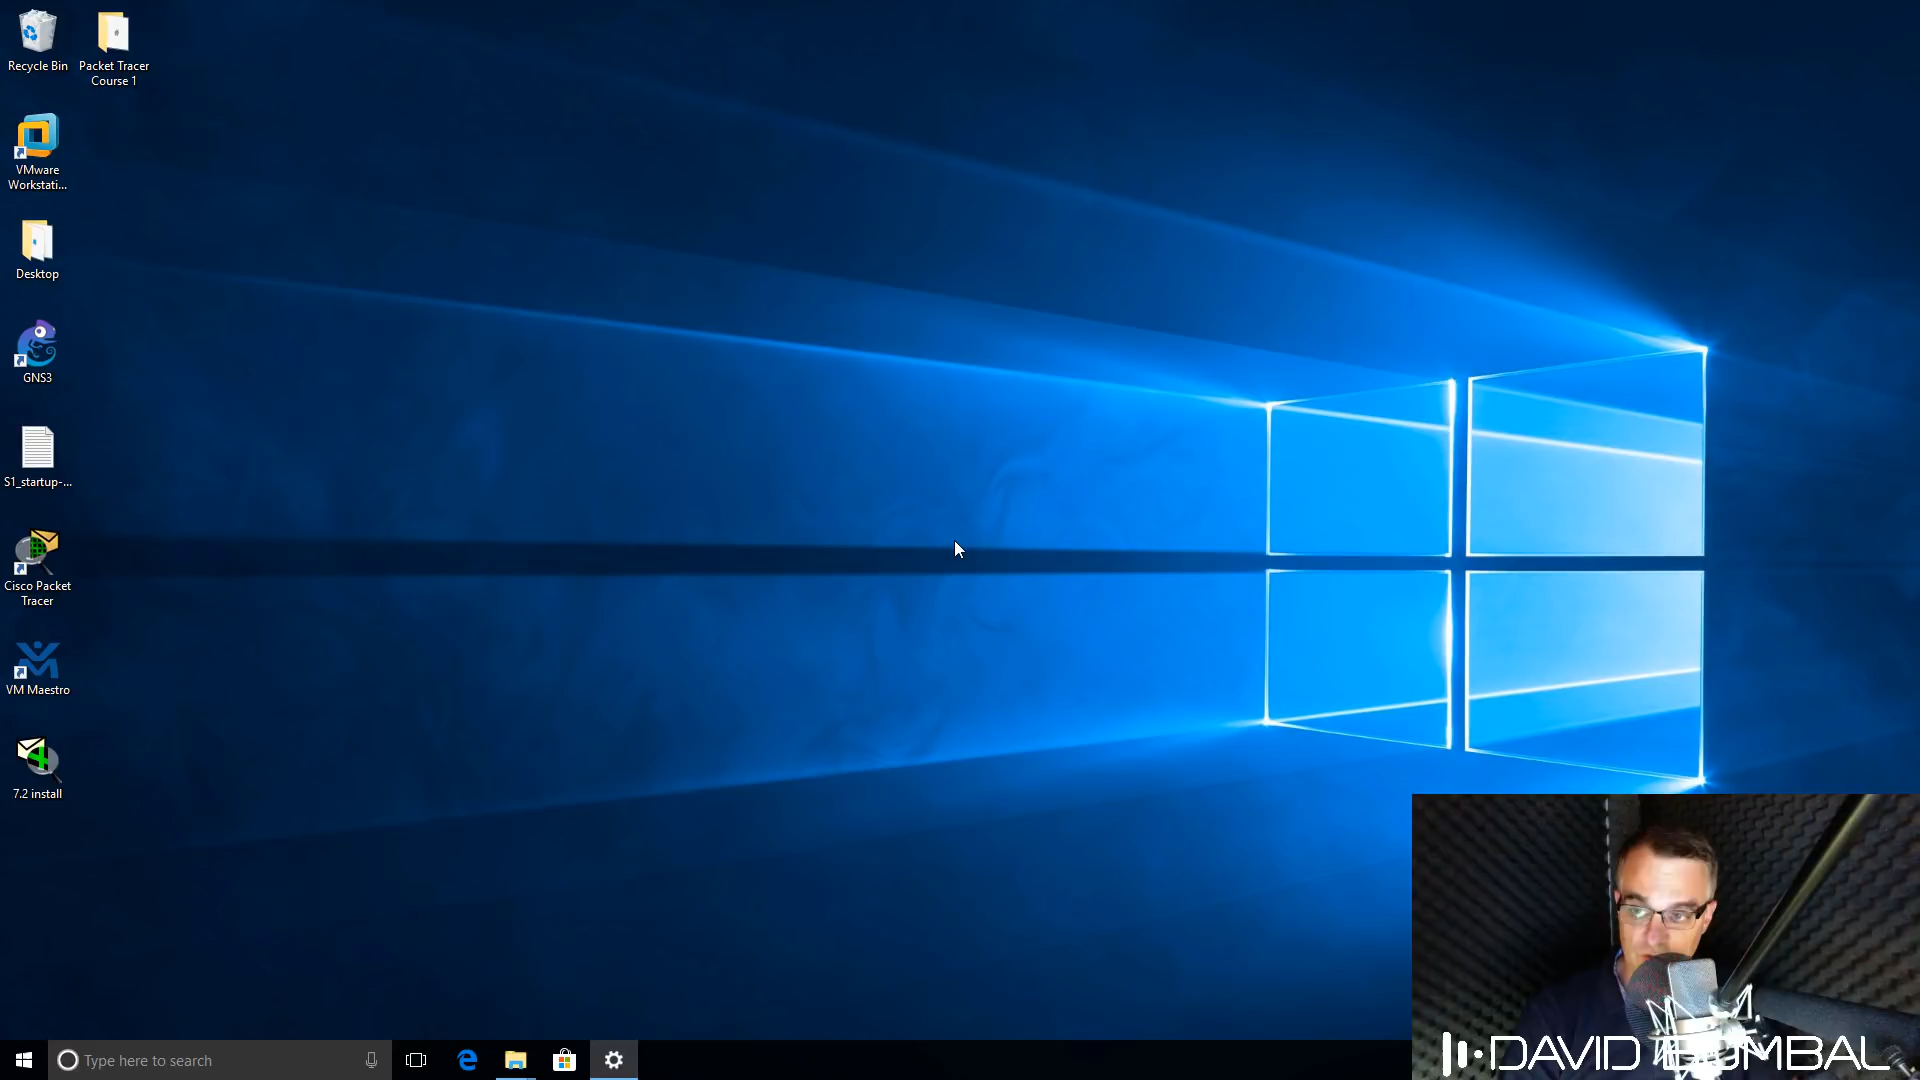 Recycle Bin
Packet Tracer
Course 1
VMware
Workstati...
Desktop
GNS3
S1_startup-...
Cisco Packet
Tracer
VM Maestro
7.2 install
Type here to search
DAVID BOMBAL